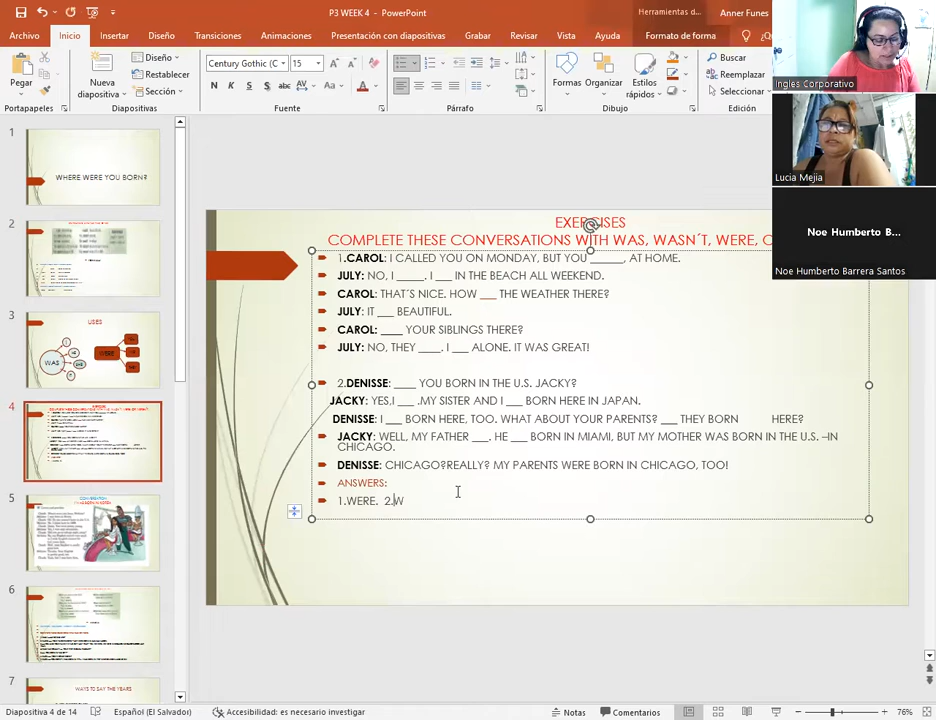 P3 WEEK 4 - PowerPoint
Herramientas d...
Anner Funes
Archivo Inicio Insertar Diseño Transiciones Animaciones Presentación con diapositivas Grabar Revisar Vista Ayuda Formato de forma
Pegar
Nueva diapositiva
Diseño
Restablecer
Sección
Century Gothic (C 15
N K S S abc AV Aa A
Formas Organizar Estilos rápidos
Buscar
Reemplazar
Seleccionar
Portapapeles Diapositivas Fuente Párrafo Dibujo Edición
Ingles Corporativo
Lucia Mejia
Noe Humberto B...
Noe Humberto Barrera Santos
1
WHERE WERE YOU BORN?
2
3
USES
WAS
WERE
4
5
CONVERSATION
6
7
WAYS TO SAY THE YEARS
EXERCISES
COMPLETE THESE CONVERSATIONS WITH WAS, WASN´T, WERE, O
1.CAROL: I CALLED YOU ON MONDAY, BUT YOU ______, AT HOME.
JULY: NO, I _____. I ___ IN THE BEACH ALL WEEKEND.
CAROL: THAT´S NICE. HOW ___ THE WEATHER THERE?
JULY: IT ___ BEAUTIFUL.
CAROL: ____ YOUR SIBLINGS THERE?
JULY: NO, THEY ____. I ___ ALONE. IT WAS GREAT!
2.DENISSE: ____ YOU BORN IN THE U.S. JACKY?
JACKY: YES,I ___ .MY SISTER AND I ___ BORN HERE IN JAPAN.
DENISSE: I ___ BORN HERE, TOO. WHAT ABOUT YOUR PARENTS? ___ THEY BORN HERE?
JACKY: WELL, MY FATHER ___. HE ___ BORN IN MIAMI, BUT MY MOTHER WAS BORN IN THE U.S. –IN
CHICAGO.
DENISSE: CHICAGO?REALLY? MY PARENTS WERE BORN IN CHICAGO, TOO!
ANSWERS:
1.WERE. 2.W
Diapositiva 4 de 14
Español (El Salvador)
Accesibilidad: es necesario investigar
Notas
Comentarios
76%